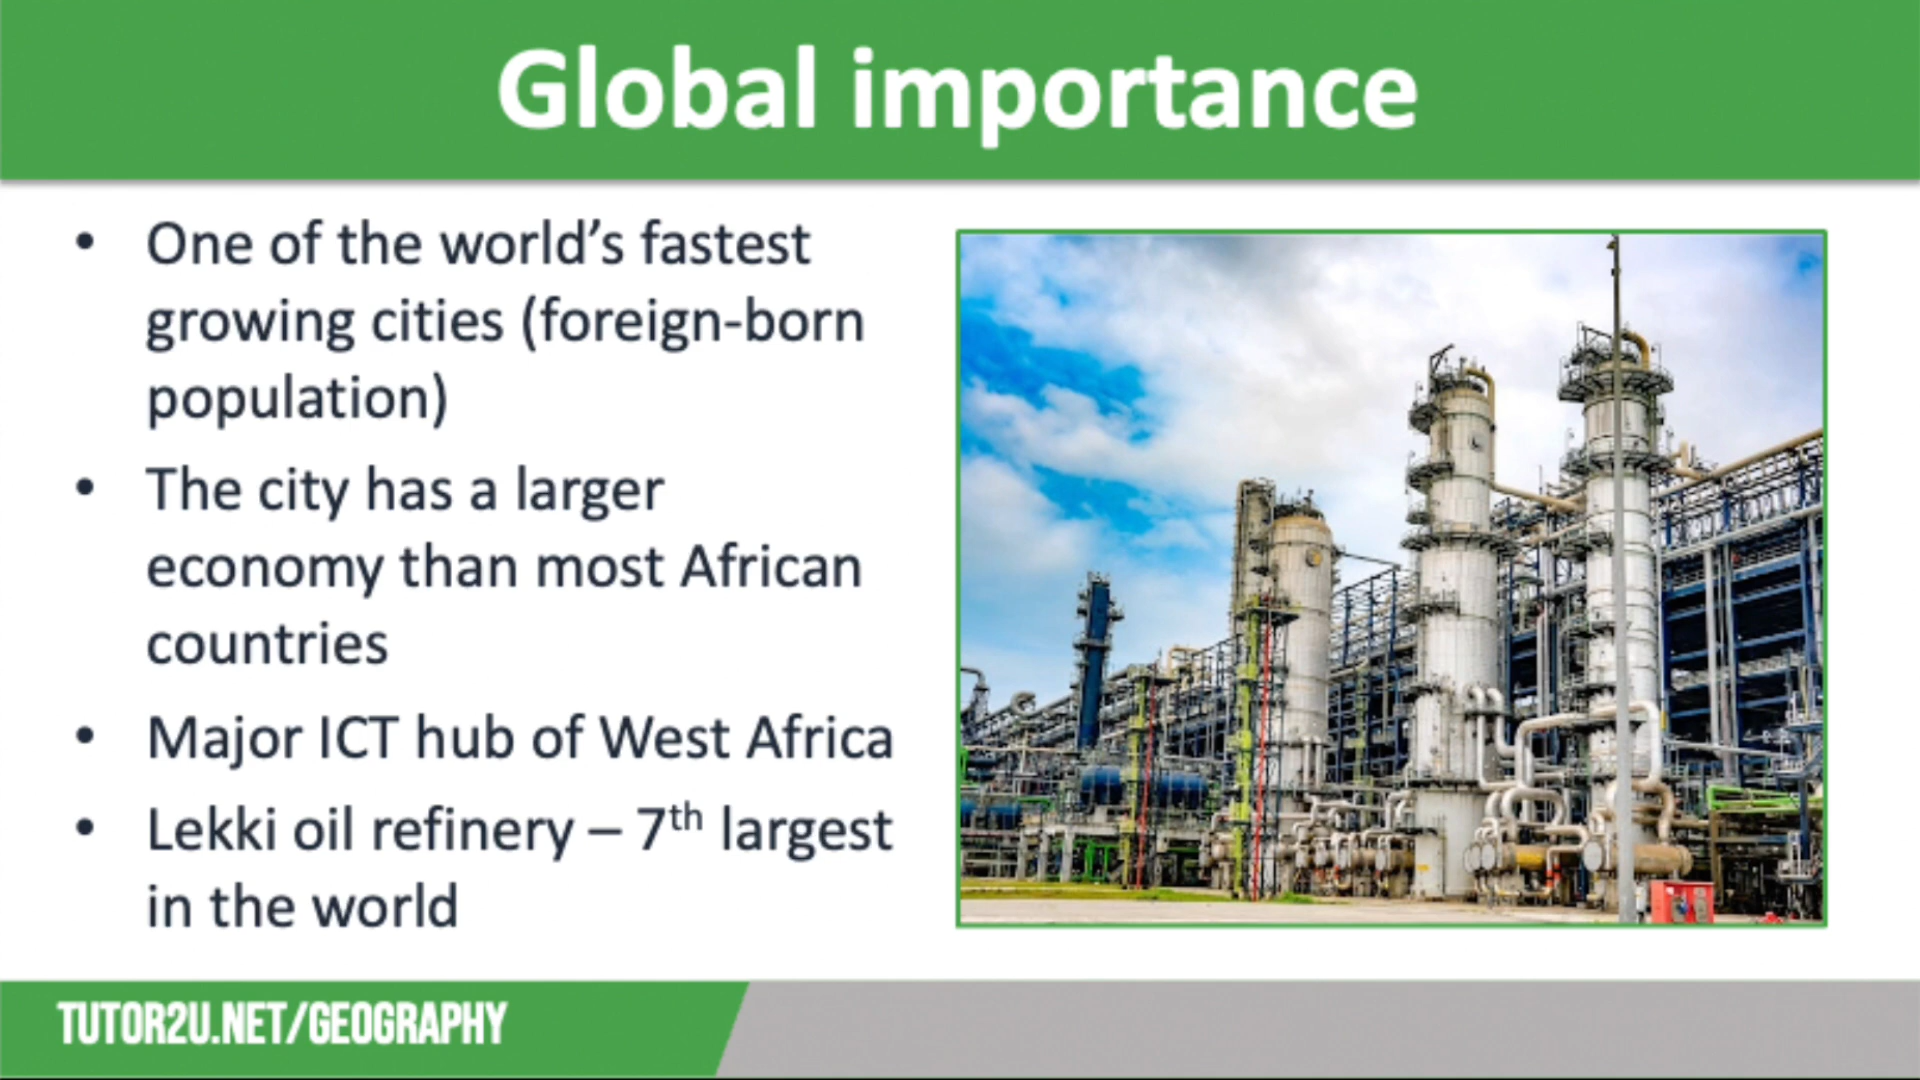 Global importance
• One of the world’s fastest
growing cities (foreign-born
population)
• The city has a larger
economy than most African
countries
• Major ICT hub of West Africa
• Lekki oil refinery – 7th largest
in the world
TUTOR2U.NET/GEOGRAPHY